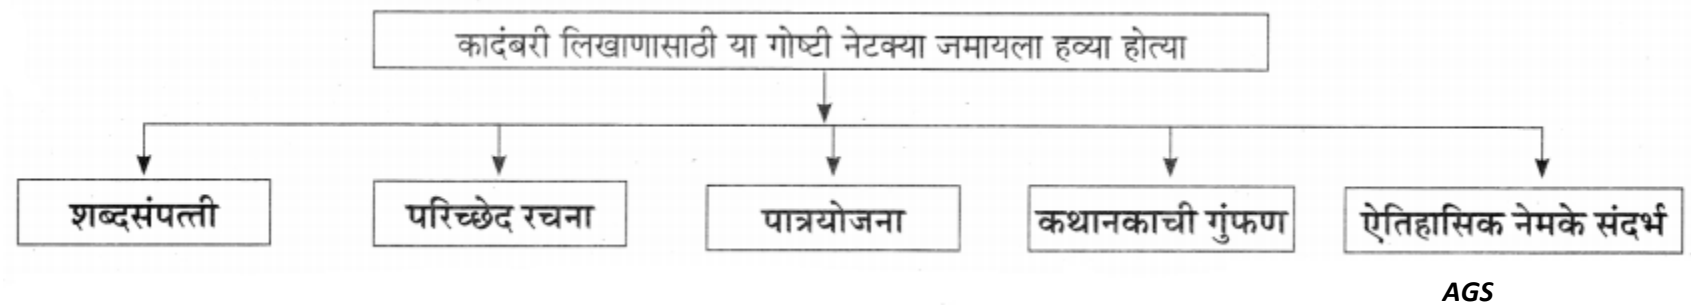 कादंबरी लिखाणासाठी या गोष्टी नेटक्या जमायला हव्या होत्या
शब्दसंपत्ती
परिच्छेद रचना
पात्रयोजना
कथानकाची गुंफण
ऐतिहासिक नेमके संदर्भ
AGS